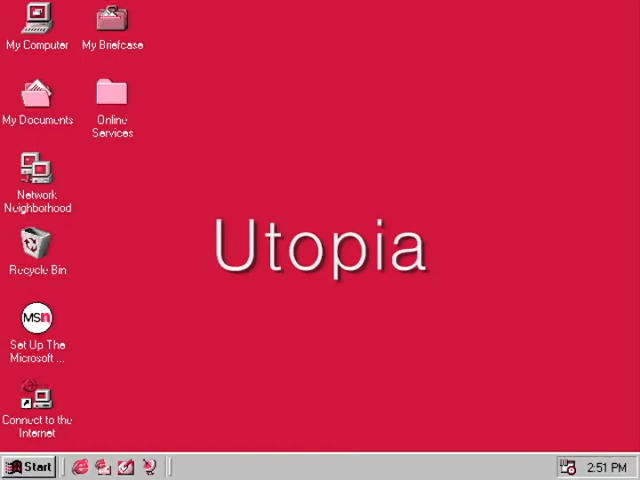 My Computer
My Briefcase
My Documents
Online
Services
Network
Neighborhood
Utopia
Recycle Bin
MSn
Set Up The
Microsoft ...
Connect to the
Internet
Start
2:51 PM